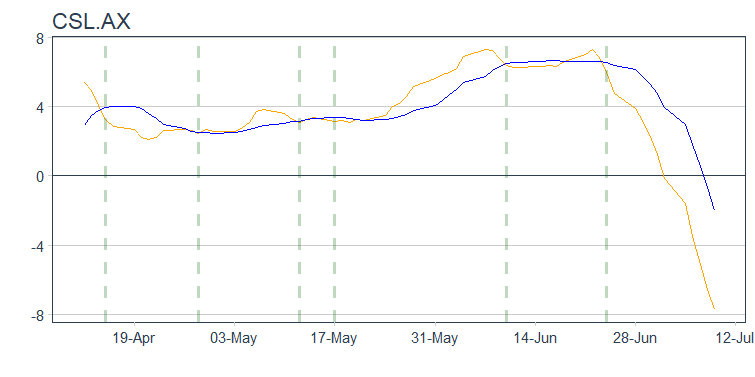 CSL.AX
8
4
0
-4
-8
19-Apr
03-May
17-May
31-May
14-Jun
28-Jun
12-Jul